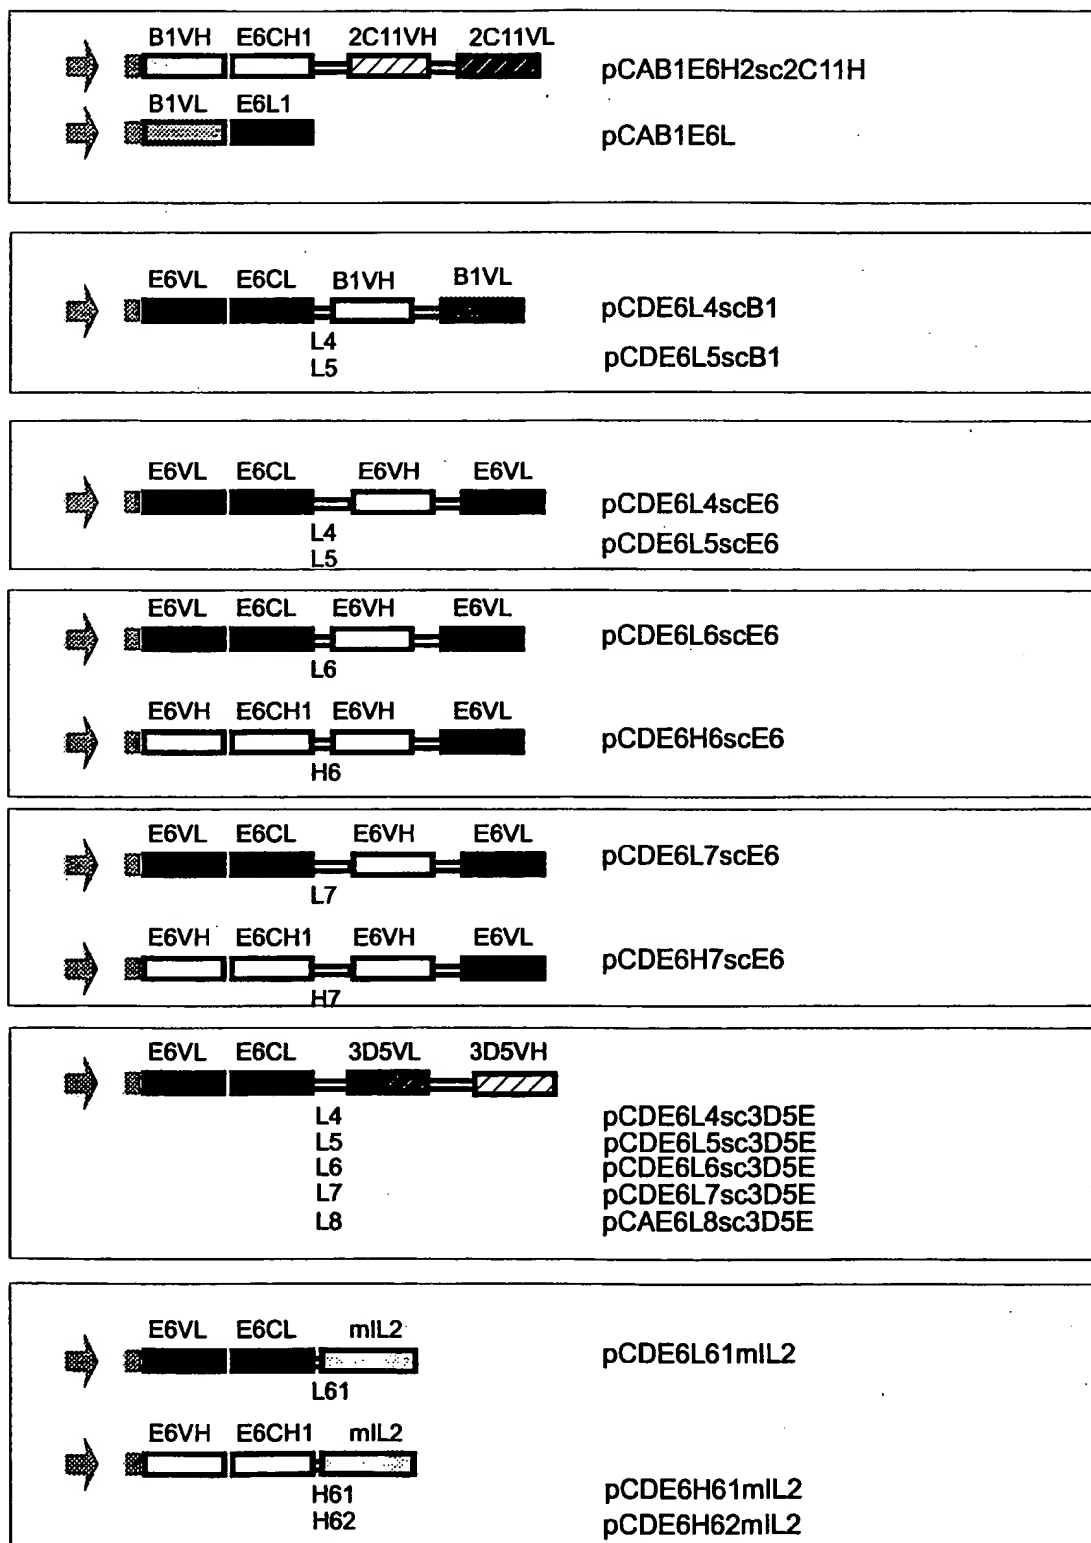 B1VH E6CH1 2C11VH 2C11VL
pCAB1E6H2sc2C11H
B1VL E6L1
pCAB1E6L
E6VL E6CL B1VH B1VL
pCDE6L4scB1
L4
L5
pCDE6L5scB1
E6VL E6CL E6VH E6VL
pCDE6L4scE6
L4
pCDE6L5scE6
L5
E6VL E6CL E6VH E6VL
pCDE6L6scE6
L6
E6VH E6CH1 E6VH E6VL
pCDE6H6scE6
H6
E6VL E6CL E6VH E6VL
pCDE6L7scE6
L7
E6VH E6CH1 E6VH E6VL
pCDE6H7scE6
H7
E6VL E6CL 3D5VL 3D5VH
L4 pCDE6L4sc3D5E
L5 pCDE6L5sc3D5E
L6 pCDE6L6sc3D5E
L7 pCDE6L7sc3D5E
L8 pCAE6L8sc3D5E
E6VL E6CL mIL2
pCDE6L61mIL2
L61
E6VH E6CH1 mIL2
H61 pCDE6H61mIL2
H62 pCDE6H62mIL2